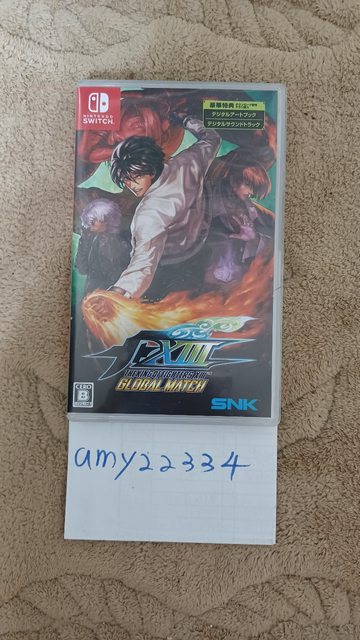 NINTENDO
SWITCH
豪華特典
デジタルアートブック
デジタルサウンドトラック
XIII
THE KING OF FIGHTERS XIII
GLOBAL MATCH
CERO
B
SNK
amy22334